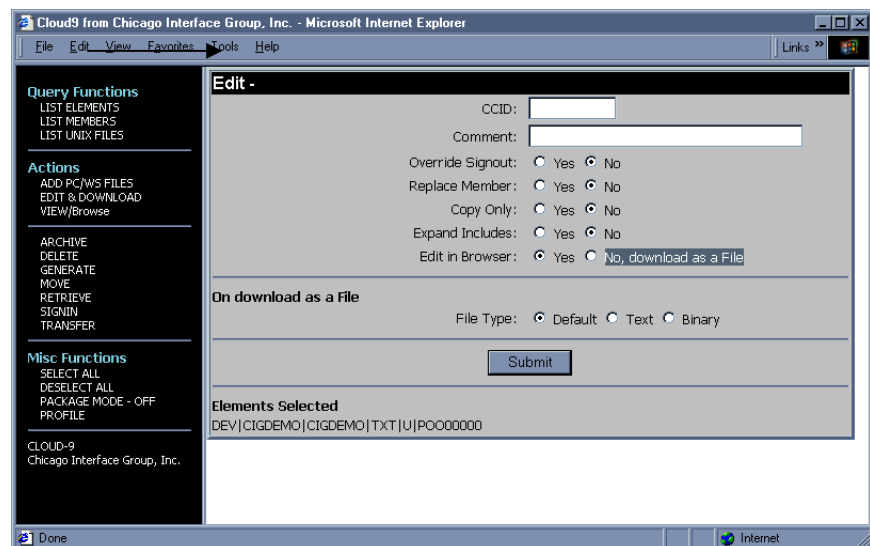 Cloud9 from Chicago Interface Group, Inc. - Microsoft Internet Explorer
File Edit View Favorites Tools Help Links »
Query Functions
LIST ELEMENTS
LIST MEMBERS
LIST UNIX FILES
Actions
ADD PC/WS FILES
EDIT & DOWNLOAD
VIEW/Browse
ARCHIVE
DELETE
GENERATE
MOVE
RETRIEVE
SIGNIN
TRANSFER
Misc Functions
SELECT ALL
DESELECT ALL
PACKAGE MODE - OFF
PROFILE
CLOUD-9
Chicago Interface Group, Inc.
Edit -
CCID:
Comment:
Override Signout: Yes No
Replace Member: Yes No
Copy Only: Yes No
Expand Includes: Yes No
Edit in Browser: Yes No, download as a File
On download as a File
File Type: Default Text Binary
Submit
Elements Selected
DEV|CIGDEMO|CIGDEMO|TXT|U|POO00000
Done Internet